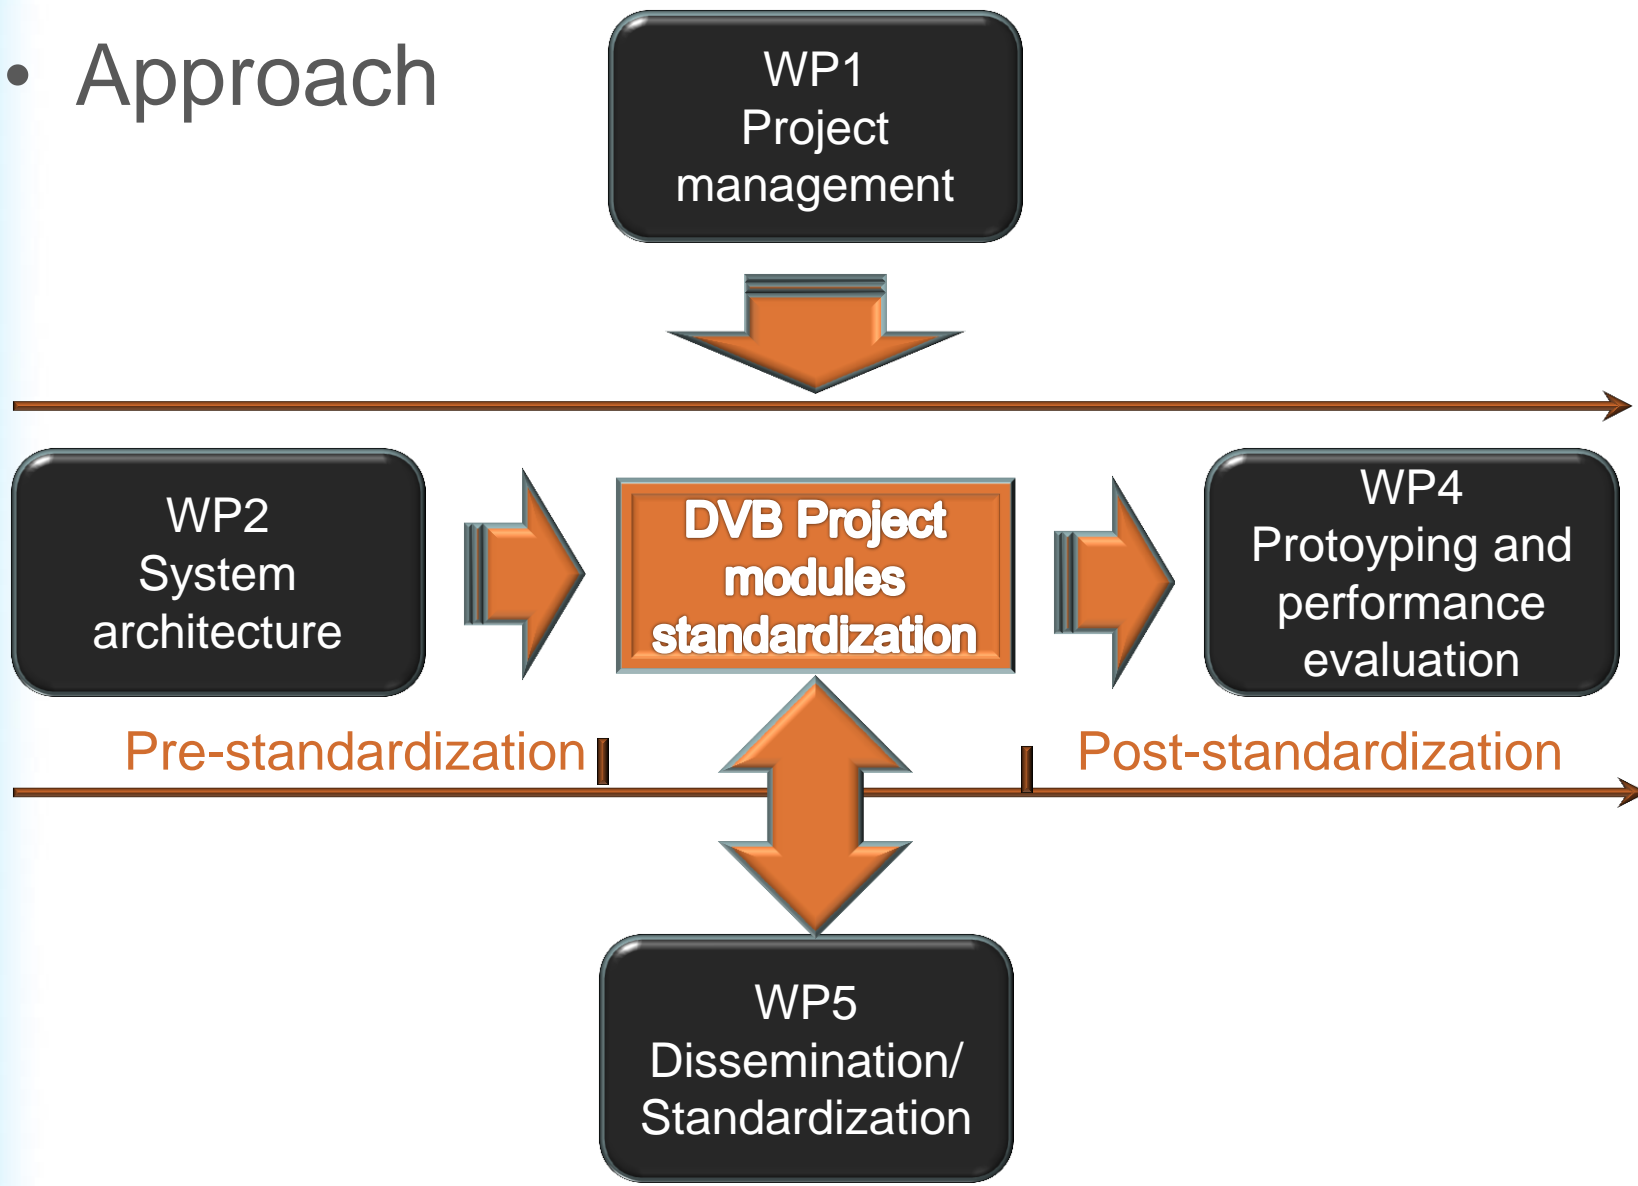 • Approach
WP1
Project
management
WP2
System
architecture
DVB Project
modules
standardization
WP4
Protoyping and
performance
evaluation
Pre-standardization
Post-standardization
WP5
Dissemination/
Standardization